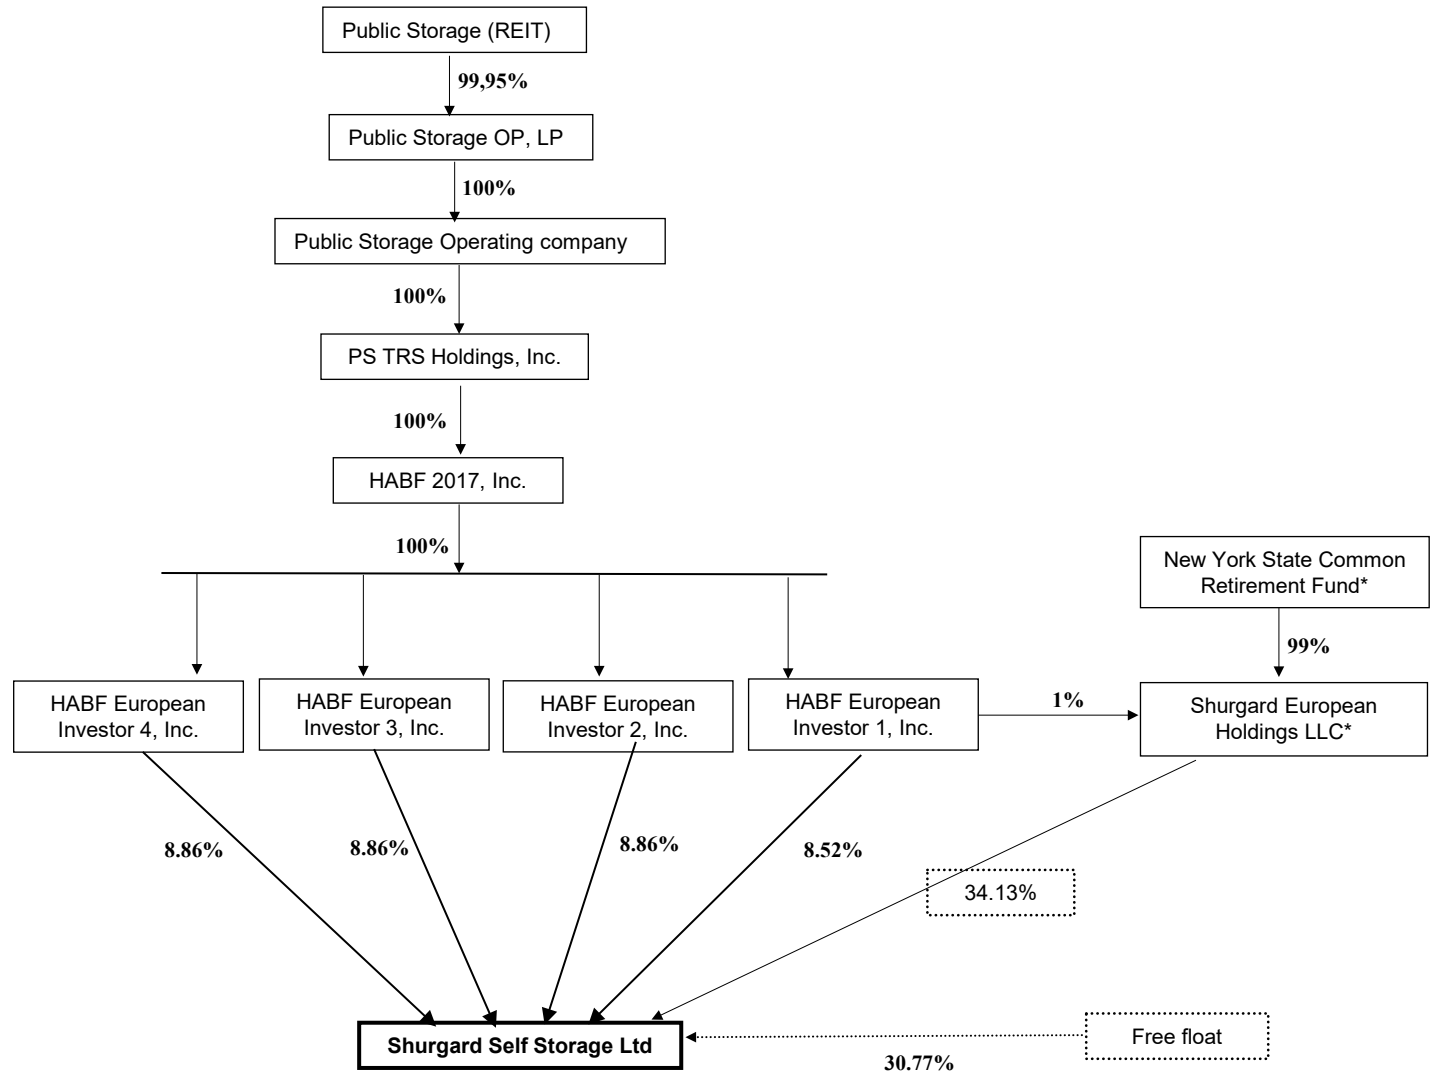 Public Storage (REIT)
99,95%
Public Storage OP, LP
100%
Public Storage Operating company
100%
PS TRS Holdings, Inc.
100%
HABF 2017, Inc.
100%
New York State Common
Retirement Fund*
99%
HABF European
Investor 4, Inc.
HABF European
Investor 3, Inc.
HABF European
Investor 2, Inc.
HABF European
Investor 1, Inc.
1%
Shurgard European
Holdings LLC*
8.86%
8.86%
8.86%
8.52%
34.13%
Shurgard Self Storage Ltd
Free float
30.77%